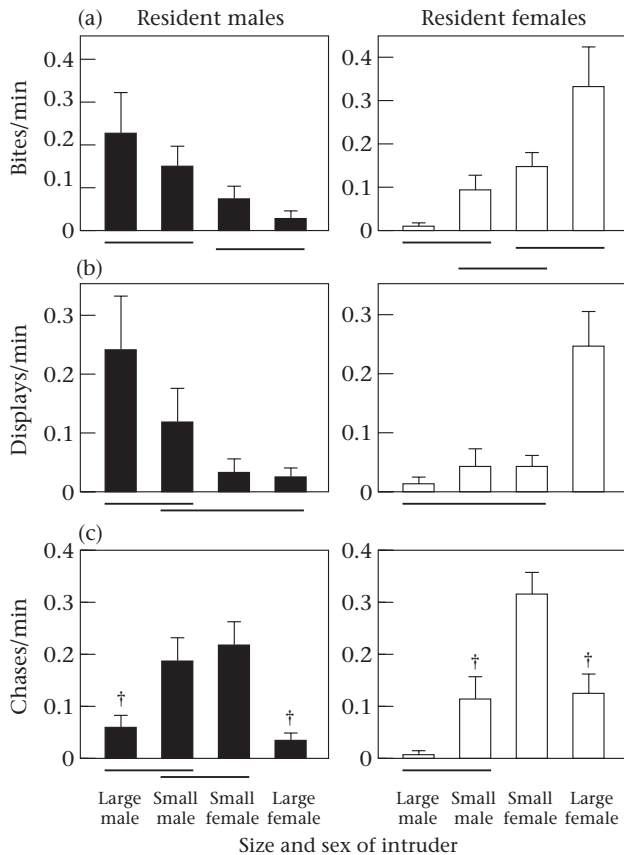 (a) Resident males Resident females
0.4 0.4
0.3 0.3
0.2 0.2
0.1 0.1
0 0
Bites/min
(b)
0.3 0.3
0.2 0.2
0.1 0.1
0 0
Displays/min
(c)
0.4 0.4
0.3 0.3
0.2 0.2
† † †
0.1 0.1
†
0 0
Chases/min
Large Small Small Large Large Small Small Large
male male female female male male female female
Size and sex of intruder